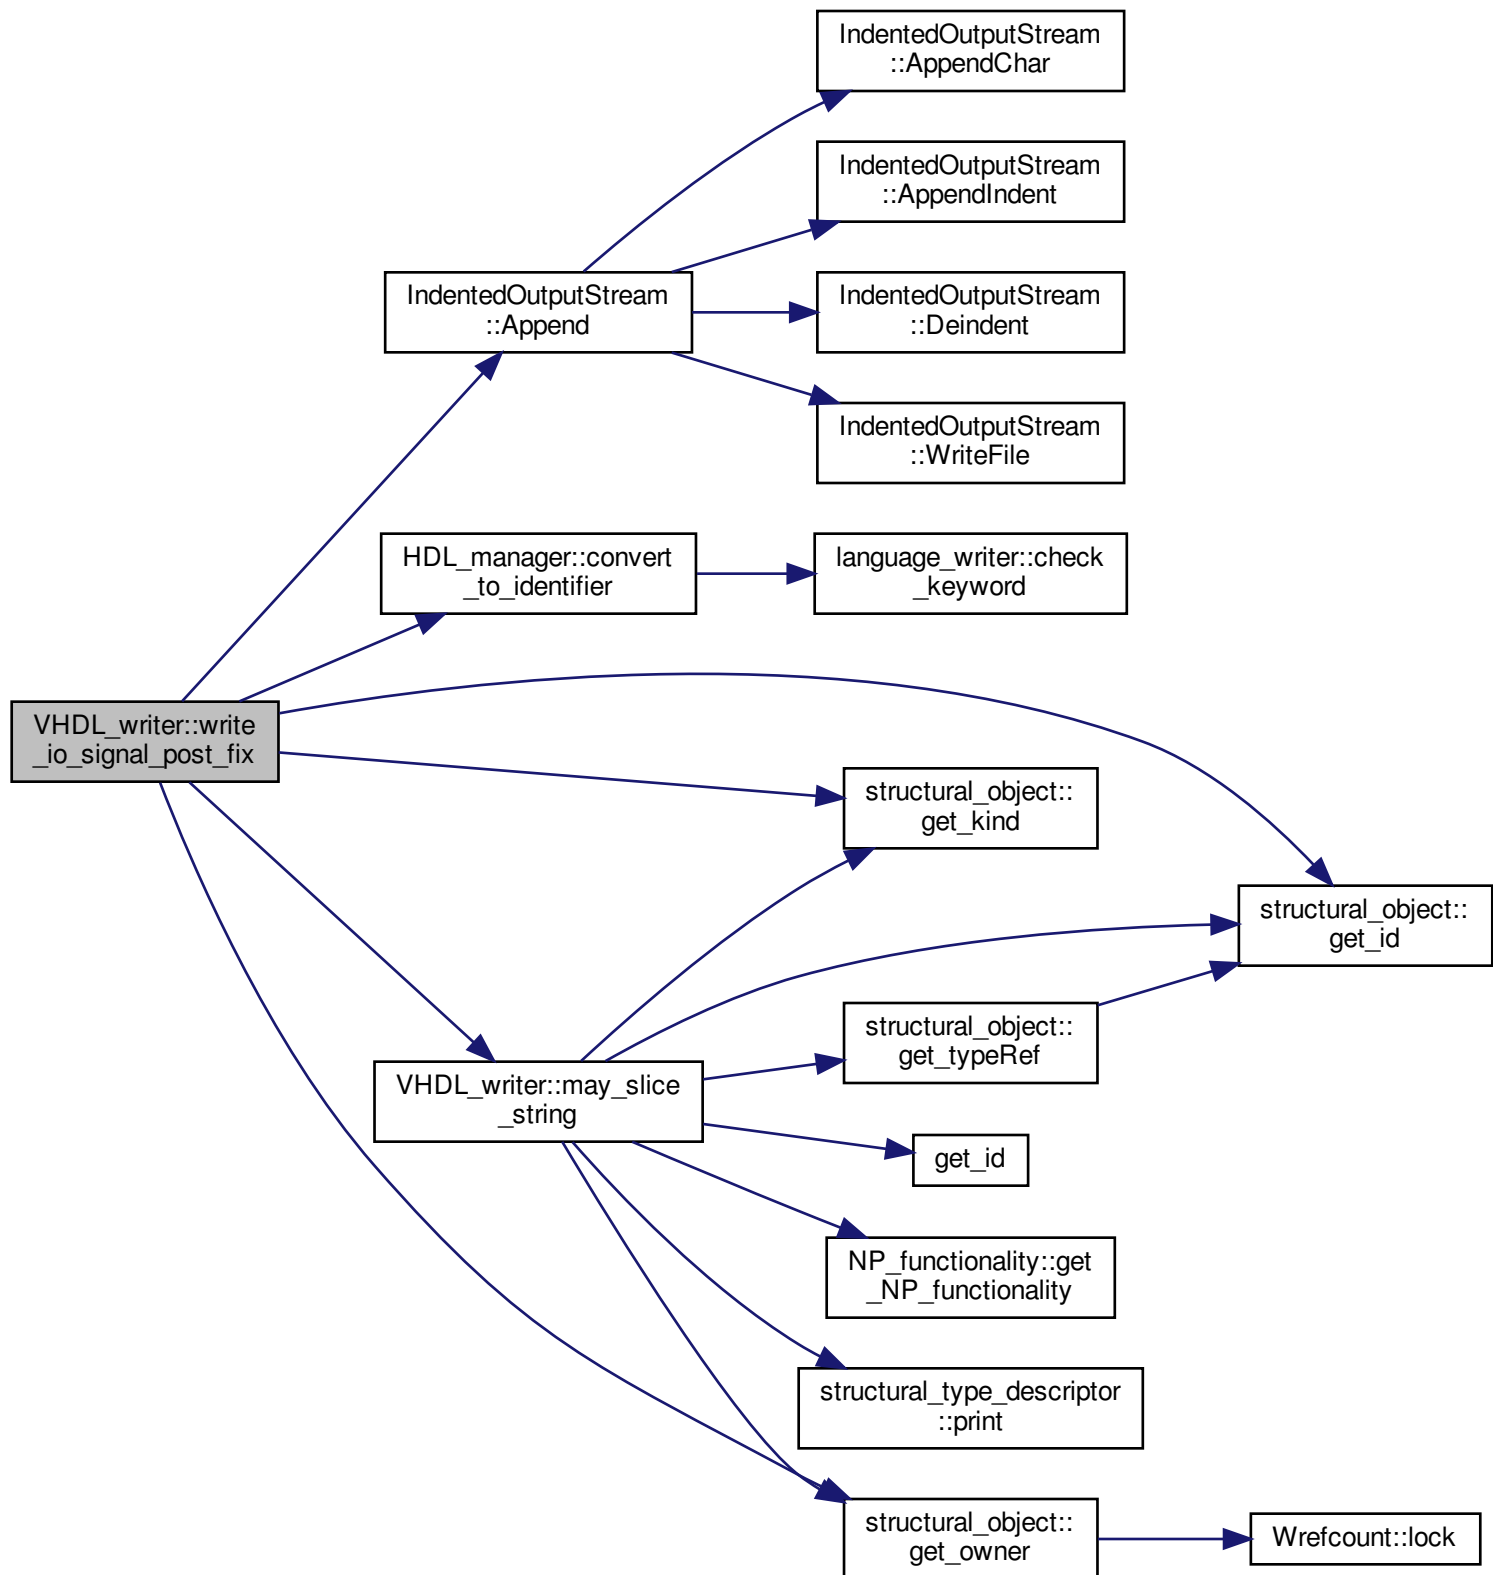 IndentedOutputStream
::AppendChar
IndentedOutputStream
::AppendIndent
IndentedOutputStream
::Append
IndentedOutputStream
::Deindent
IndentedOutputStream
::WriteFile
HDL_manager::convert
_to_identifier
language_writer::check
_keyword
VHDL_writer::write
_io_signal_post_fix
structural_object::
get_kind
structural_object::
get_id
structural_object::
get_typeRef
VHDL_writer::may_slice
_string
get_id
NP_functionality::get
_NP_functionality
structural_type_descriptor
::print
structural_object::
get_owner
Wrefcount::lock